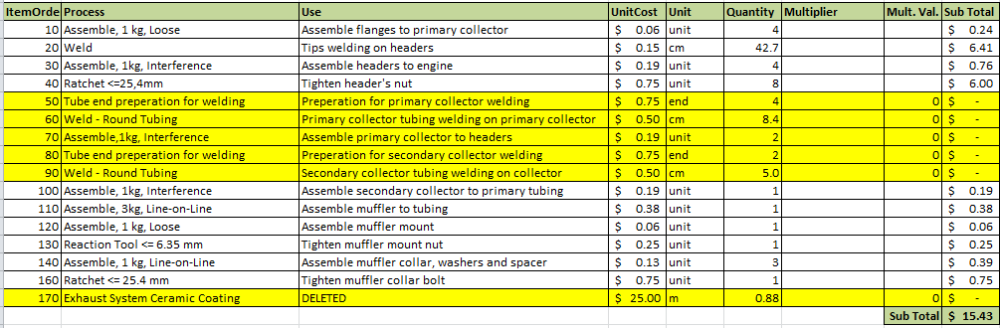 ItemOrde Process Use UnitCost Unit Quantity Multiplier Mult. Val. Sub Total
10 Assemble, 1 kg, Loose Assemble flanges to primary collector $ 0.06 unit 4 $ 0.24
20 Weld Tips welding on headers $ 0.15 cm 42.7 $ 6.41
30 Assemble, 1kg, Interference Assemble headers to engine $ 0.19 unit 4 $ 0.76
40 Ratchet <=25,4mm Tighten header's nut $ 0.75 unit 8 $ 6.00
50 Tube end preperation for welding Preperation for primary collector welding $ 0.75 end 4 0 $ -
60 Weld - Round Tubing Primary collector tubing welding on primary collector $ 0.50 cm 8.4 0 $ -
70 Assemble,1kg, Interference Assemble primary collector to headers $ 0.19 unit 2 0 $ -
80 Tube end preperation for welding Preperation for secondary collector welding $ 0.75 end 2 0 $ -
90 Weld - Round Tubing Secondary collector tubing welding on collector $ 0.50 cm 5.0 0 $ -
100 Assemble, 1kg, Interference Assemble secondary collector to primary tubing $ 0.19 unit 1 $ 0.19
110 Assemble, 3kg, Line-on-Line Assemble muffler to tubing $ 0.38 unit 1 $ 0.38
120 Assemble, 1 kg, Loose Assemble muffler mount $ 0.06 unit 1 $ 0.06
130 Reaction Tool <= 6.35 mm Tighten muffler mount nut $ 0.25 unit 1 $ 0.25
140 Assemble, 1 kg, Line-on-Line Assemble muffler collar, washers and spacer $ 0.13 unit 3 $ 0.39
160 Ratchet <= 25.4 mm Tighten muffler collar bolt $ 0.75 unit 1 $ 0.75
170 Exhaust System Ceramic Coating DELETED $ 25.00 m 0.88 0 $ -
Sub Total $ 15.43